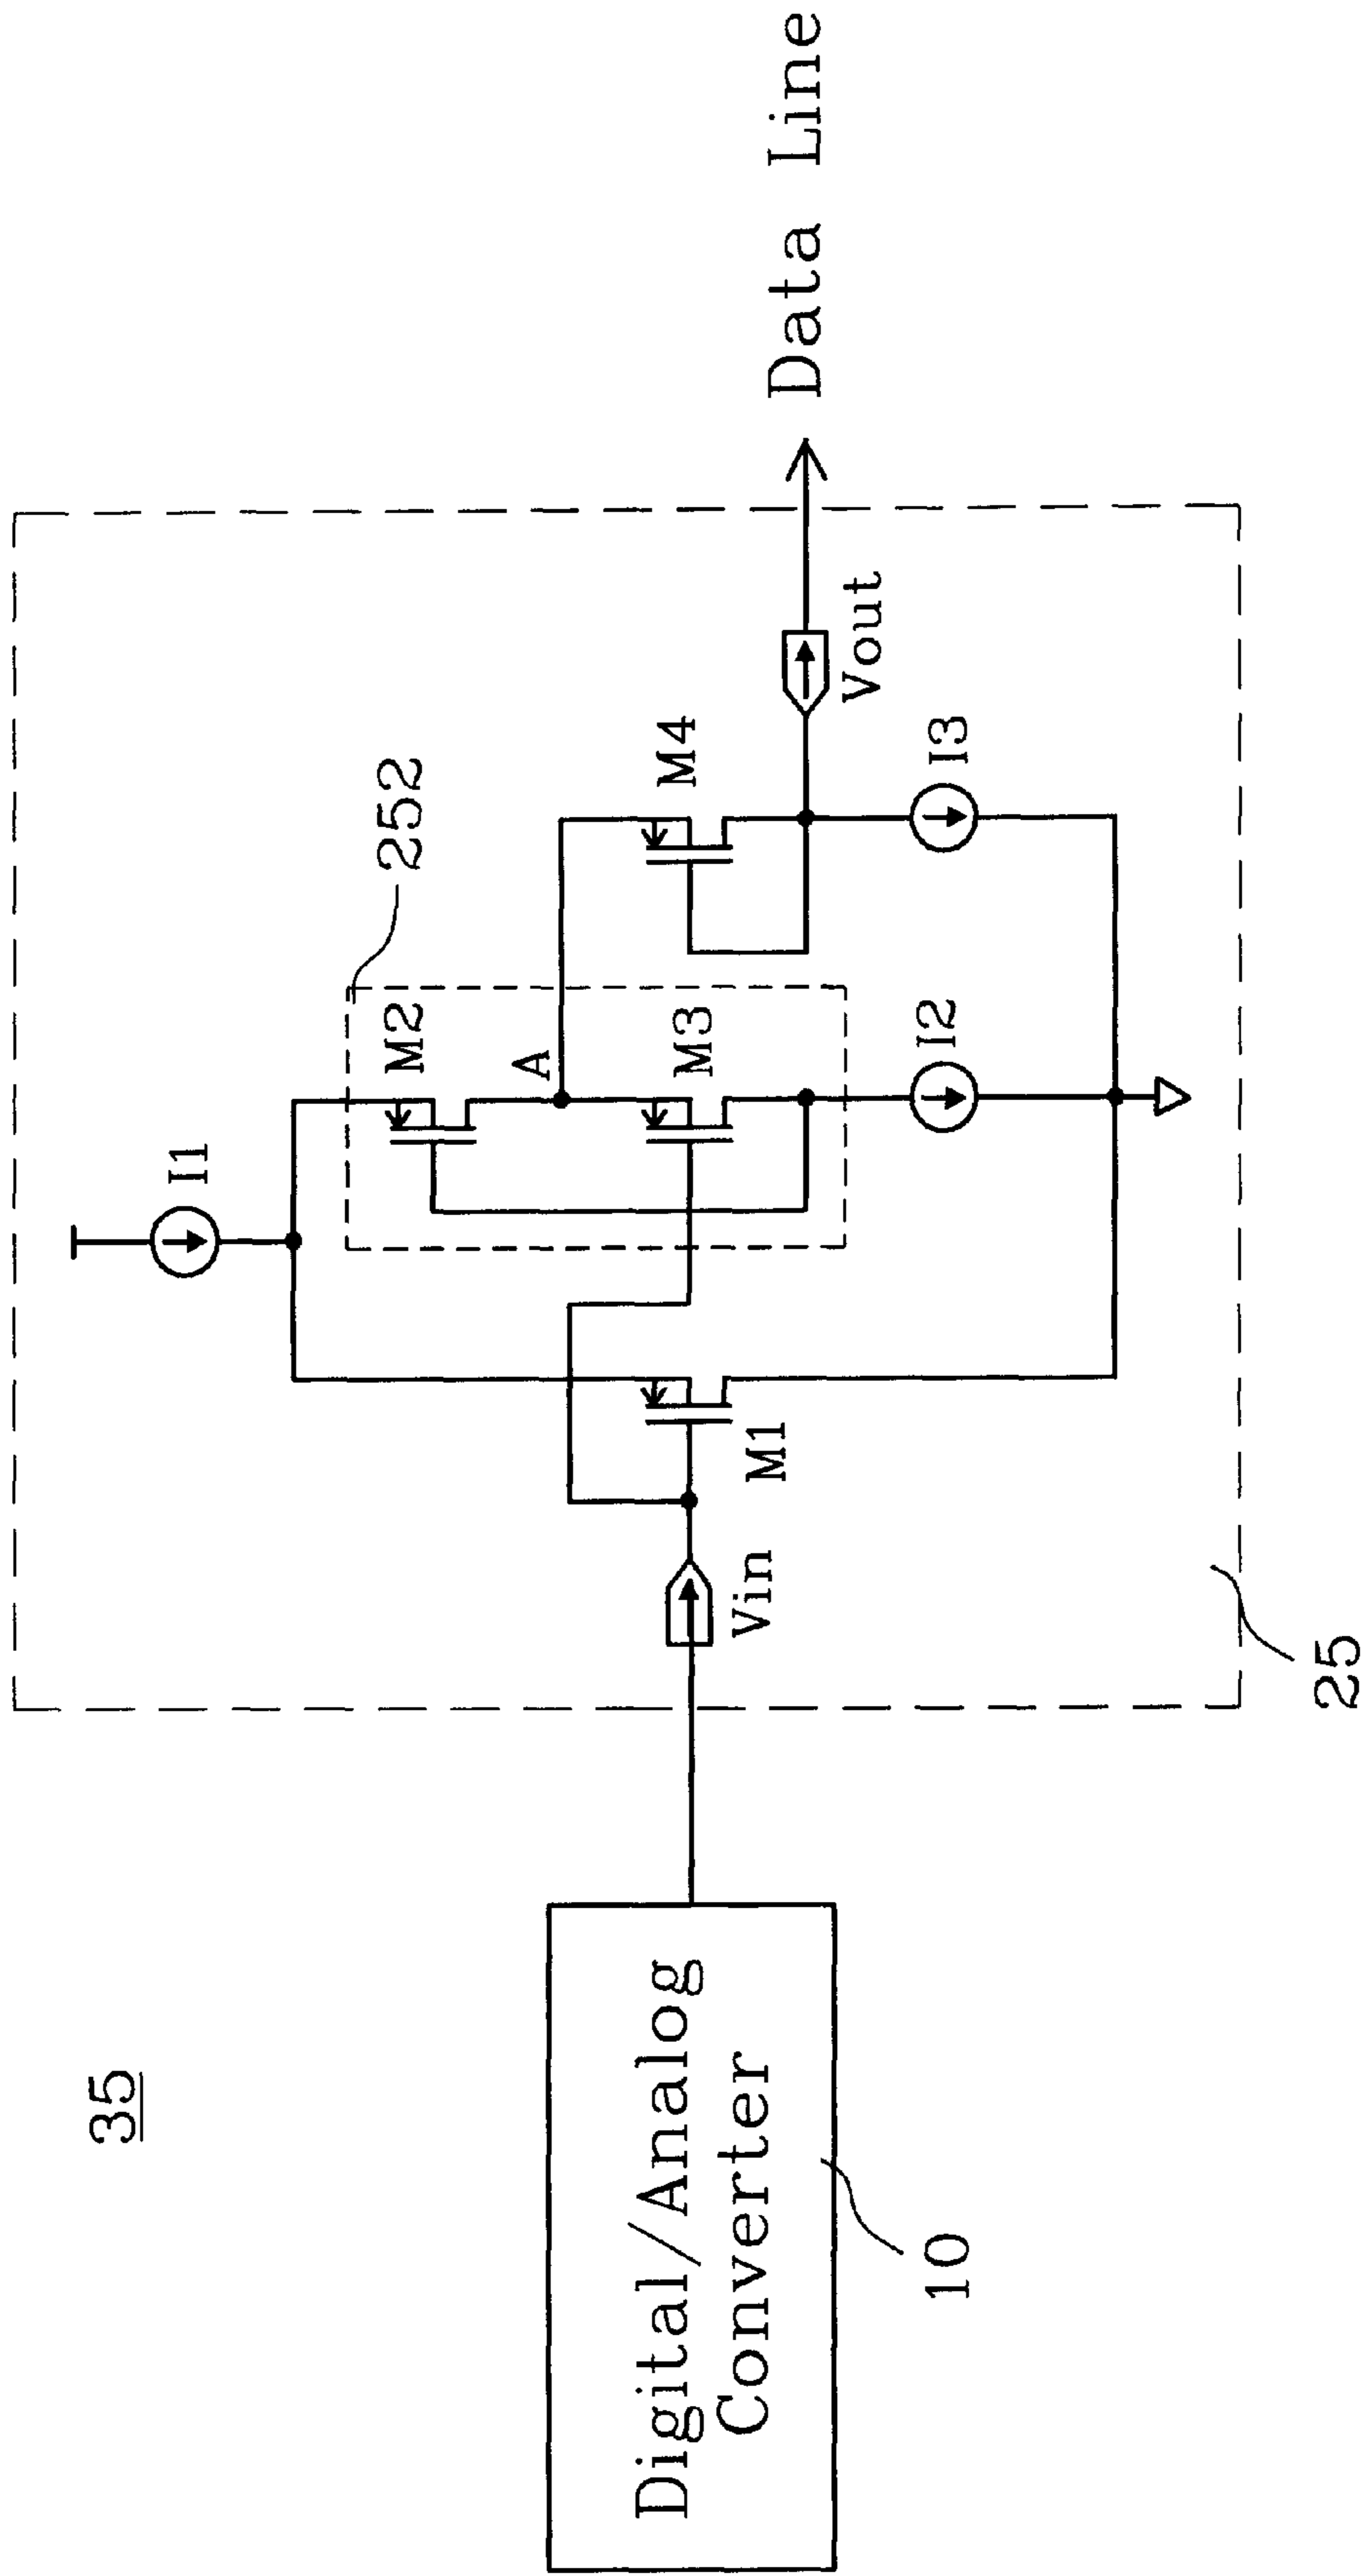 35
Digital/Analog
Converter
10
25
Vin
M1
I1
252
M2
A
M3
M4
I2
I3
Vout
Data Line